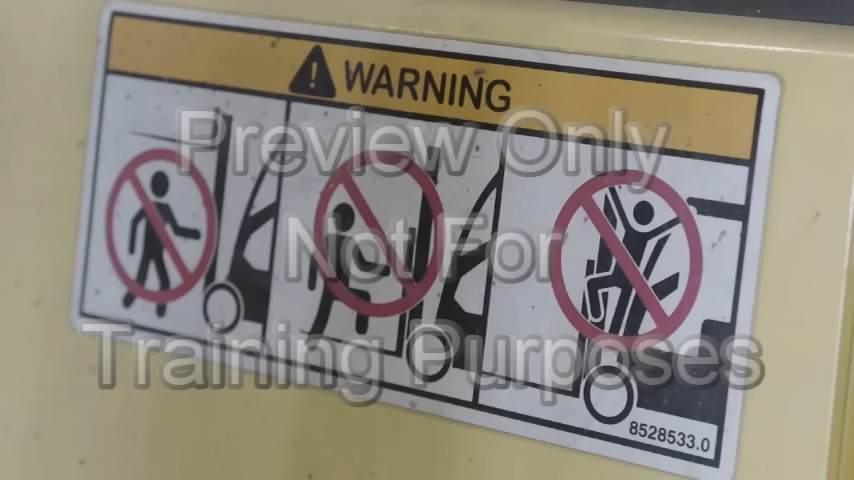 WARNING
Preview Only
Not For
Training Purposes
8528533.0